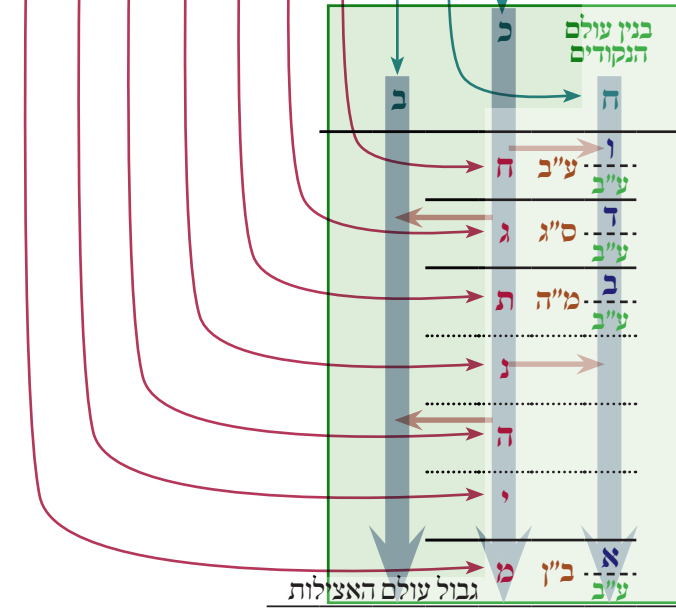 כ
בנין עולם
הנקודים
ב
ח
ו
ח ע"ב
ע"ב
ד
ג ס"ג
ע"ב
ב
ת מ"ה
ע"ב
נ
ה
י
א
מ ב"ן
ע"ב
גבול עולם האצילות